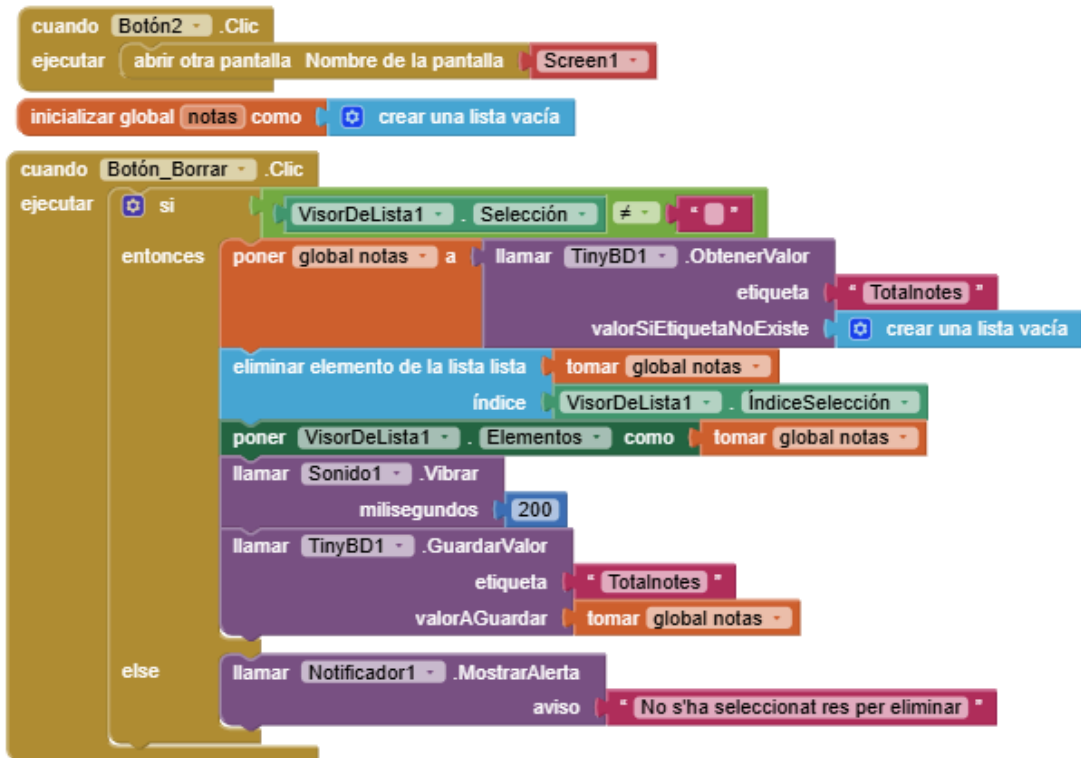 cuando Botón2 .Clic
ejecutar abrir otra pantalla Nombre de la pantalla Screen1
inicializar global notas como crear una lista vacía
cuando Botón_Borrar .Clic
ejecutar si VisorDeLista1 . Selección ≠ " "
entonces poner global notas a llamar TinyBD1 .ObtenerValor
etiqueta " Totalnotes "
valorSiEtiquetaNoExiste crear una lista vacía
eliminar elemento de la lista lista tomar global notas
índice VisorDeLista1 . ÍndiceSelección
poner VisorDeLista1 . Elementos como tomar global notas
llamar Sonido1 .Vibrar
milisegundos 200
llamar TinyBD1 .GuardarValor
etiqueta " Totalnotes "
valorAGuardar tomar global notas
else llamar Notificador1 .MostrarAlerta
aviso " No s'ha seleccionat res per eliminar "